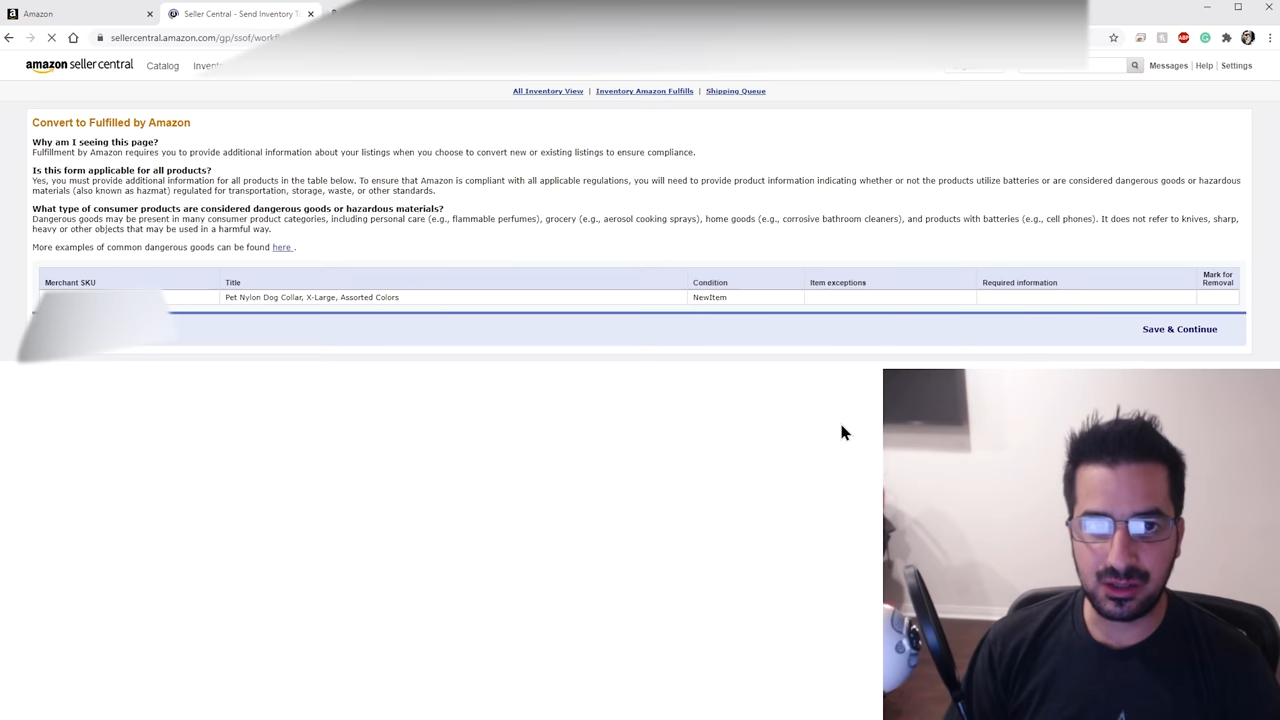 Amazon
Seller Central - Send Inventory
sellercentral.amazon.com/gp/ssof/workf
amazon seller central Catalog Messages | Help | Settings
All Inventory View | Inventory Amazon Fulfills | Shipping Queue
Convert to Fulfilled by Amazon
Why am I seeing this page?
Fulfillment by Amazon requires you to provide additional information about your listings when you choose to convert new or existing listings to ensure compliance.
Is this form applicable for all products?
Yes, you must provide additional information for all products in the table below. To ensure that Amazon is compliant with all applicable regulations, you will need to provide product information indicating whether or not the products utilize batteries or are considered dangerous goods or hazardous
materials (also known as hazmat) regulated for transportation, storage, waste, or other standards.
What type of consumer products are considered dangerous goods or hazardous materials?
Dangerous goods may be present in many consumer product categories, including personal care (e.g., flammable perfumes), grocery (e.g., aerosol cooking sprays), home goods (e.g., corrosive bathroom cleaners), and products with batteries (e.g., cell phones). It does not refer to knives, sharp,
heavy or other objects that may be used in a harmful way.
More examples of common dangerous goods can be found here .
Merchant SKU Title Condition Item exceptions Required information Mark for
Removal
Pet Nylon Dog Collar, X-Large, Assorted Colors NewItem
Save & Continue